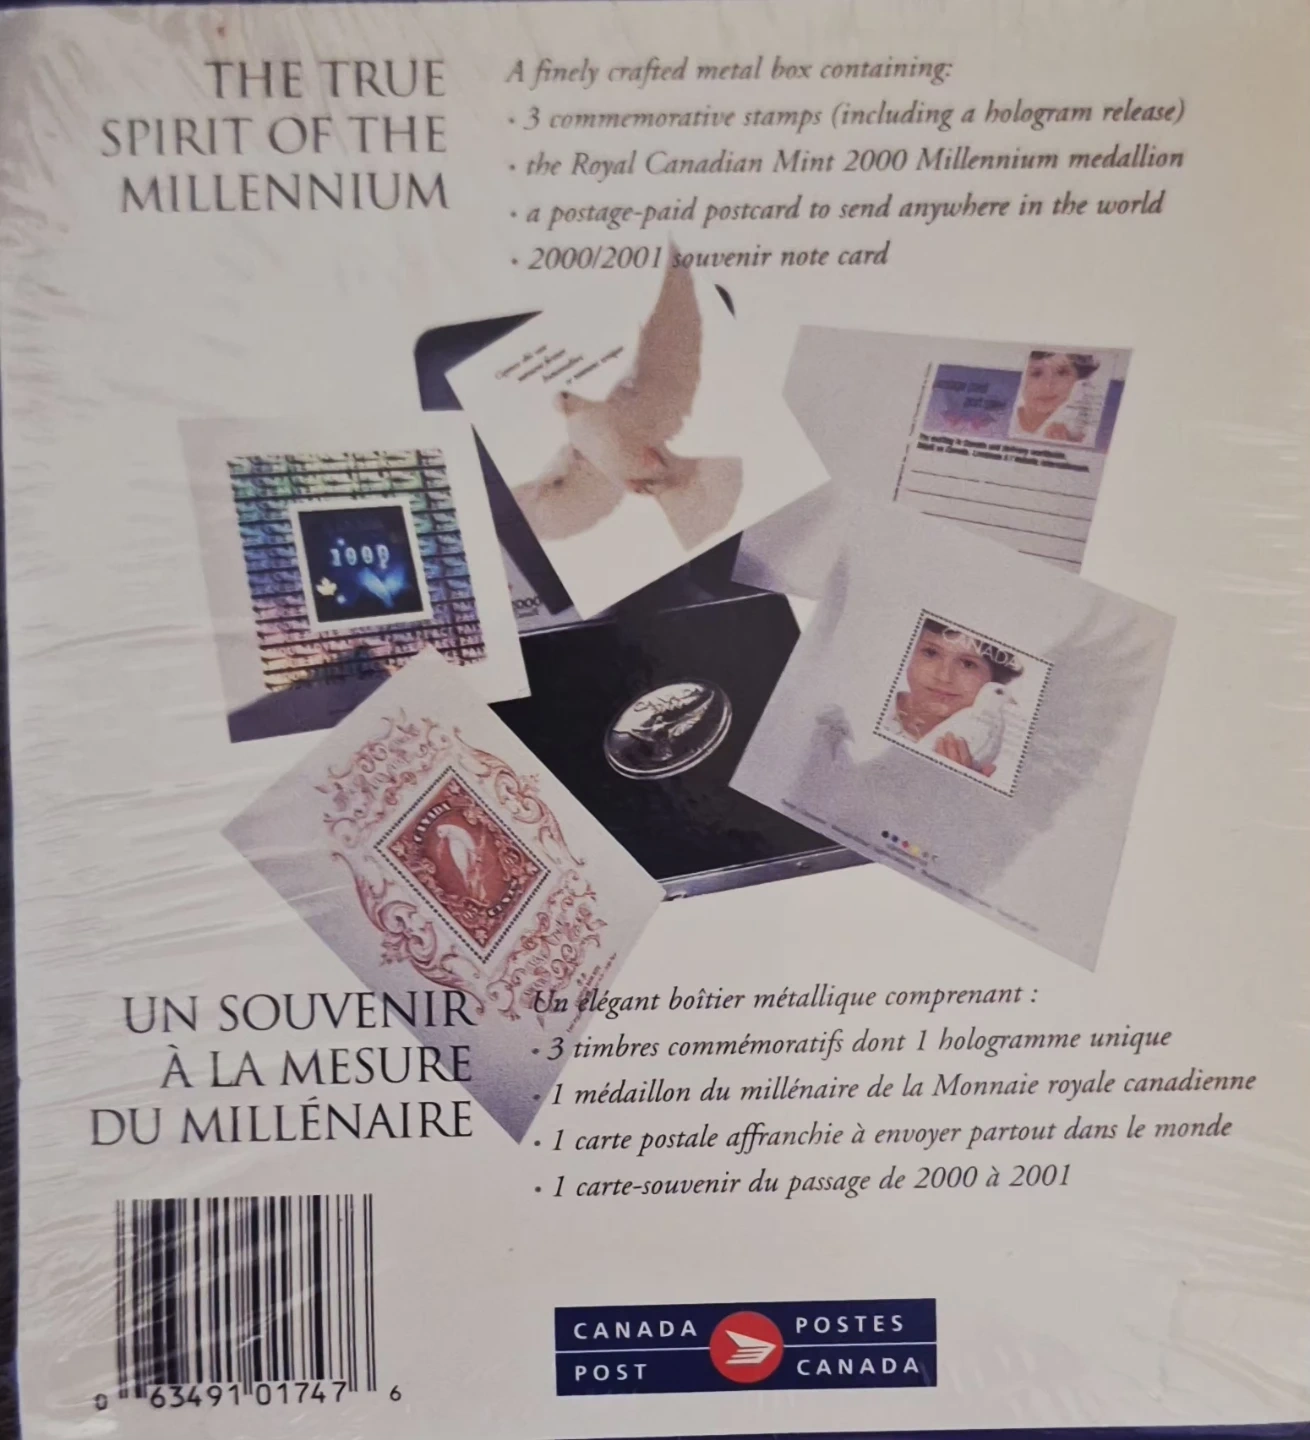 THE TRUE
SPIRIT OF THE
MILLENNIUM
A finely crafted metal box containing:
· 3 commemorative stamps (including a hologram release)
· the Royal Canadian Mint 2000 Millennium medallion
· a postage-paid postcard to send anywhere in the world
· 2000/2001 souvenir note card
CANADA
CANADA
UN SOUVENIR
À LA MESURE
DU MILLÉNAIRE
Un élégant boîtier métallique comprenant :
· 3 timbres commémoratifs dont 1 hologramme unique
· 1 médaillon du millénaire de la Monnaie royale canadienne
· 1 carte postale affranchie à envoyer partout dans le monde
· 1 carte-souvenir du passage de 2000 à 2001
0 63491 01747 6
CANADA POSTES
POST CANADA